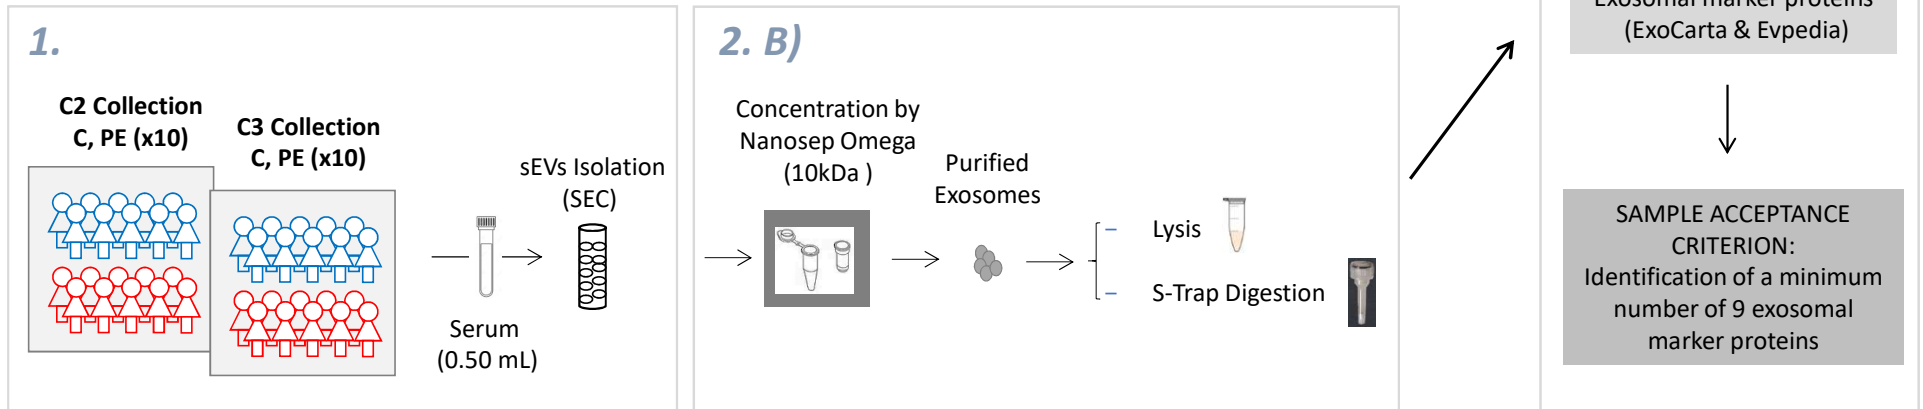 1.
C2 Collection
C, PE (x10)
C3 Collection
C, PE (x10)
sEVs Isolation
(SEC)
Serum
(0.50 mL)
2. B)
Concentration by
Nanosep Omega
(10kDa )
Purified
Exosomes
– Lysis
– S-Trap Digestion
Exosomal marker proteins
(ExoCarta & Evpedia)
SAMPLE ACCEPTANCE
CRITERION:
Identification of a minimum
number of 9 exosomal
marker proteins